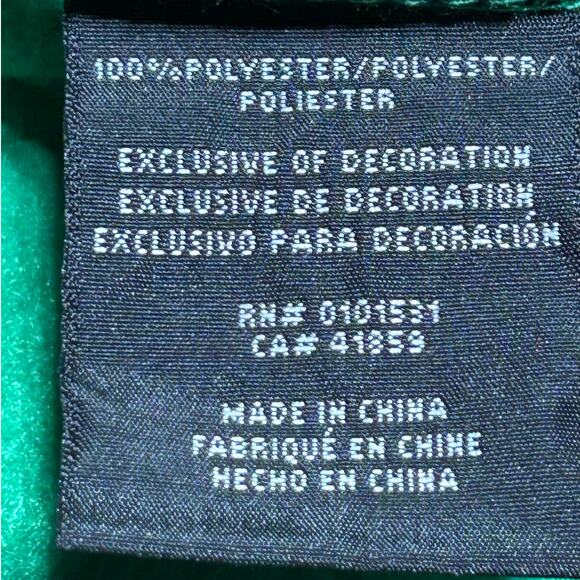 100% POLYESTER/POLYESTER/
POLIESTER
EXCLUSIVE OF DECORATION
EXCLUSIVE DE DECORATION
EXCLUSIVO PARA DECORACIÓN
RN# 0101531
CA# 41853
MADE IN CHINA
FABRIQUÉ EN CHINE
HECHO EN CHINA